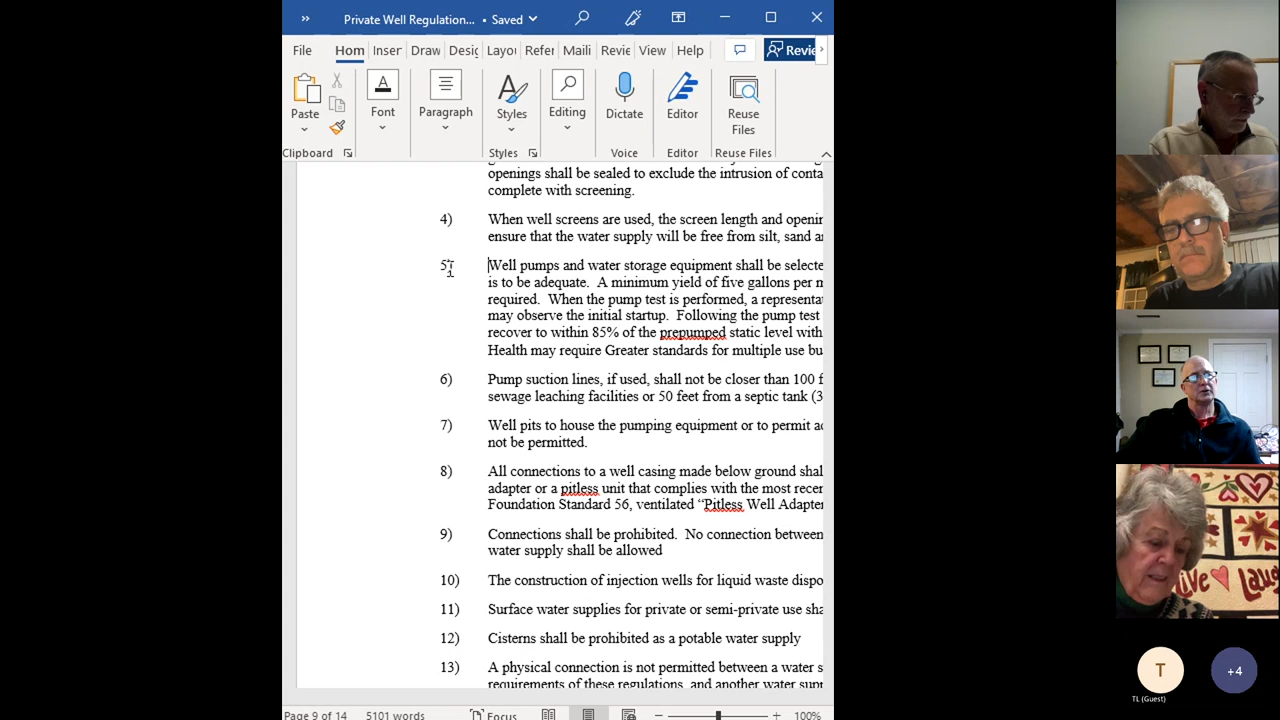 Private Well Regulation... • Saved
File Hom Inser Draw Desig Layou Refer Maili Revie View Help Revie
Paste Font Paragraph Styles Editing Dictate Editor Reuse Files
Clipboard Styles Voice Editor Reuse Files
openings shall be sealed to exclude the intrusion of conta
complete with screening.
4) When well screens are used, the screen length and openin
ensure that the water supply will be free from silt, sand a
5) Well pumps and water storage equipment shall be selecte
is to be adequate. A minimum yield of five gallons per m
required. When the pump test is performed, a representa
may observe the initial startup. Following the pump test
recover to within 85% of the prepumped static level with
Health may require Greater standards for multiple use bu
6) Pump suction lines, if used, shall not be closer than 100 f
sewage leaching facilities or 50 feet from a septic tank (3
7) Well pits to house the pumping equipment or to permit a
not be permitted.
8) All connections to a well casing made below ground shal
adapter or a pitless unit that complies with the most recen
Foundation Standard 56, ventilated “Pitless Well Adapter
9) Connections shall be prohibited. No connection between
water supply shall be allowed
10) The construction of injection wells for liquid waste dispo
11) Surface water supplies for private or semi-private use sha
12) Cisterns shall be prohibited as a potable water supply
13) A physical connection is not permitted between a water s
requirements of these regulations, and another water supp
Page 9 of 14 5101 words Focus 100%
T
+4
TL (Guest)